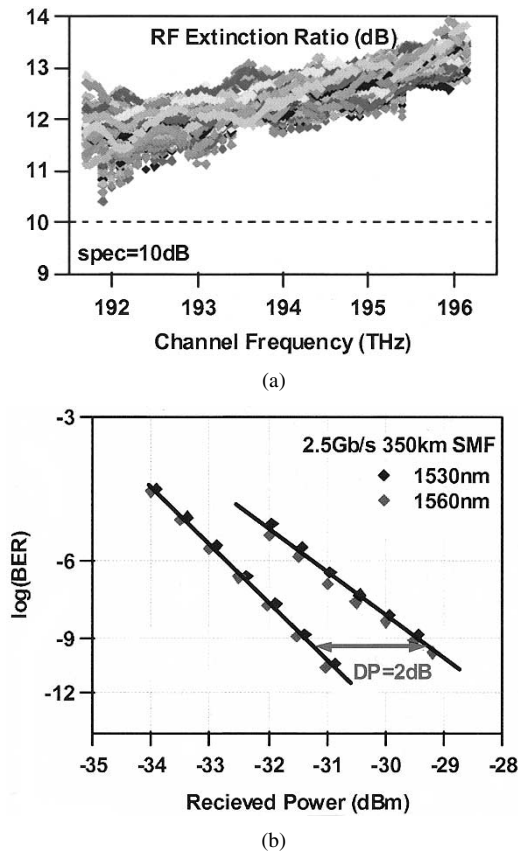 14
RF Extinction Ratio (dB)
13
12
11
10
spec=10dB
9
192 193 194 195 196
Channel Frequency (THz)
(a)
-3
2.5Gb/s 350km SMF
1530nm
1560nm
log(BER)
-6
-9
DP=2dB
-12
-35 -34 -33 -32 -31 -30 -29 -28
Recieved Power (dBm)
(b)